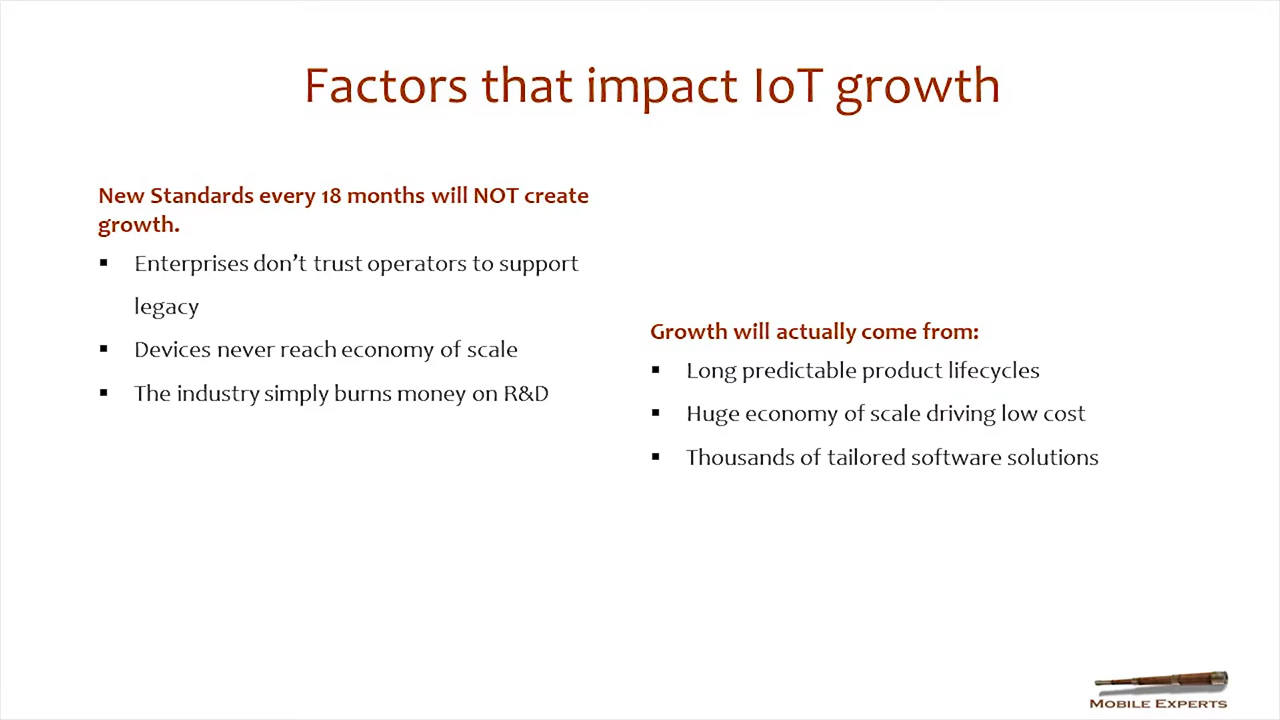 Factors that impact IoT growth
New Standards every 18 months will NOT create
growth.
▪ Enterprises don’t trust operators to support
legacy
▪ Devices never reach economy of scale
▪ The industry simply burns money on R&D
Growth will actually come from:
▪ Long predictable product lifecycles
▪ Huge economy of scale driving low cost
▪ Thousands of tailored software solutions
MOBILE EXPERTS